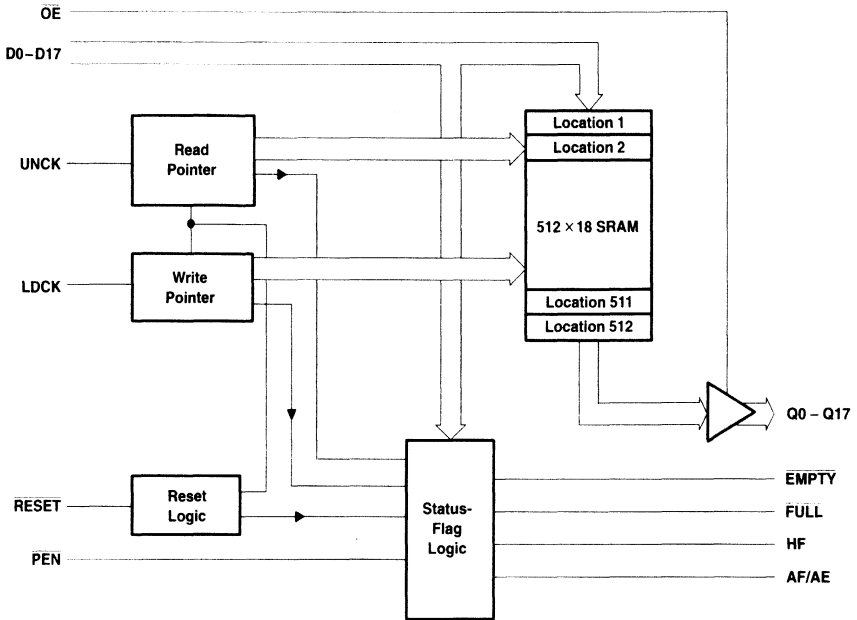 OE
D0–D17
Read
Pointer
UNCK
Write
Pointer
LDCK
Location 1
Location 2
512 × 18 SRAM
Location 511
Location 512
Q0 – Q17
Reset
Logic
RESET
PEN
Status-
Flag
Logic
EMPTY
FULL
HF
AF/AE